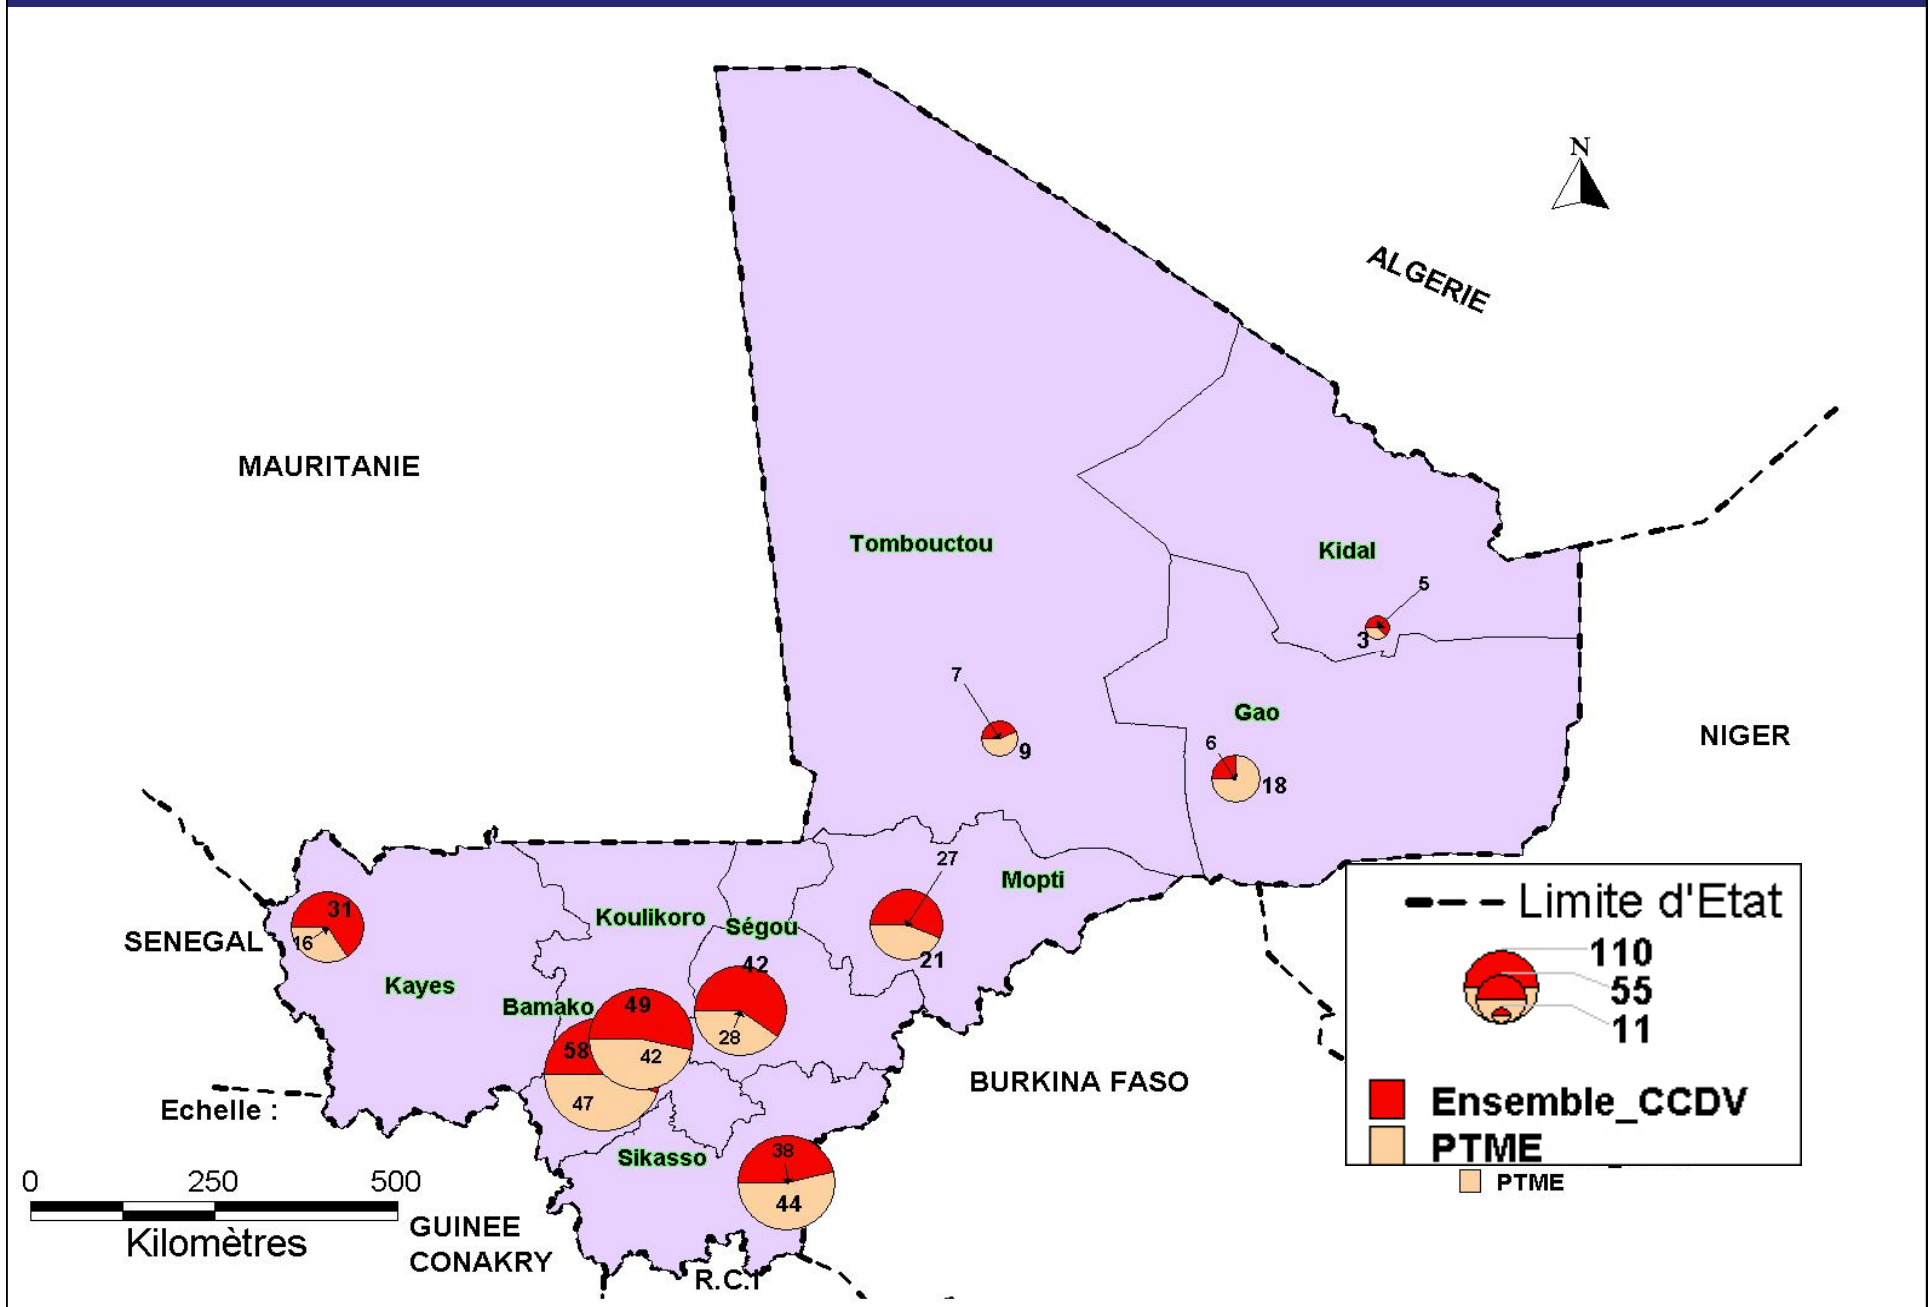 N
ALGERIE
MAURITANIE
Tombouctou
Kidal
5
3
7
9
Gao
6
18
NIGER
27
Mopti
21
Koulikoro
Ségou
42
28
31
16
SENEGAL
Kayes
Bamako
49
42
58
47
Limite d'Etat
110
55
11
Ensemble_CCDV
PTME
PTME
BURKINA FASO
Echelle :
0 250 500
Kilomètres
Sikasso
38
44
GUINEE
CONAKRY
R.C.I